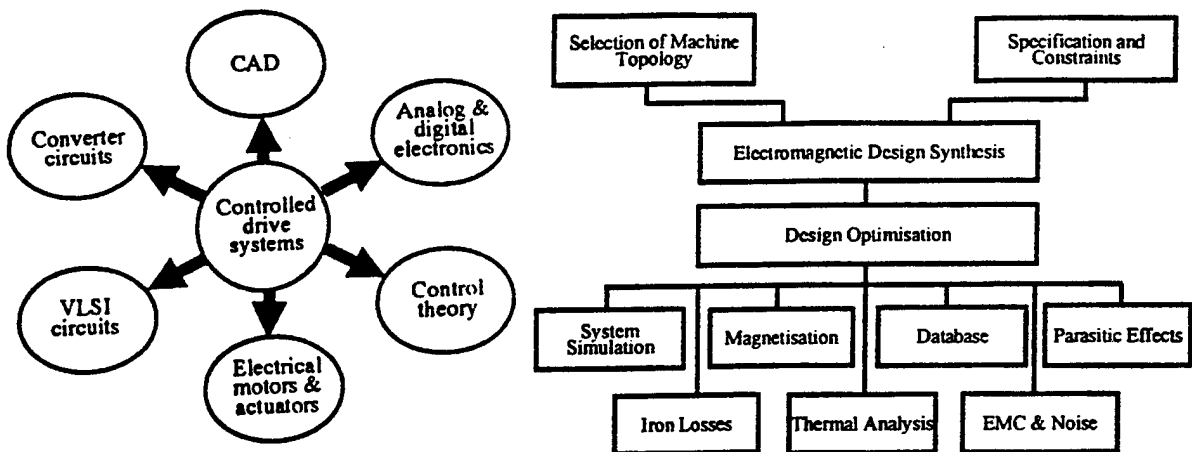 CAD
Analog &
digital
electronics
Converter
circuits
Controlled
drive
systems
VLSI
circuits
Control
theory
Electrical
motors &
actuators
Selection of Machine
Topology
Specification and
Constraints
Electromagnetic Design Synthesis
Design Optimisation
System
Simulation
Magnetisation
Database
Parasitic Effects
Iron Losses
Thermal Analysis
EMC & Noise